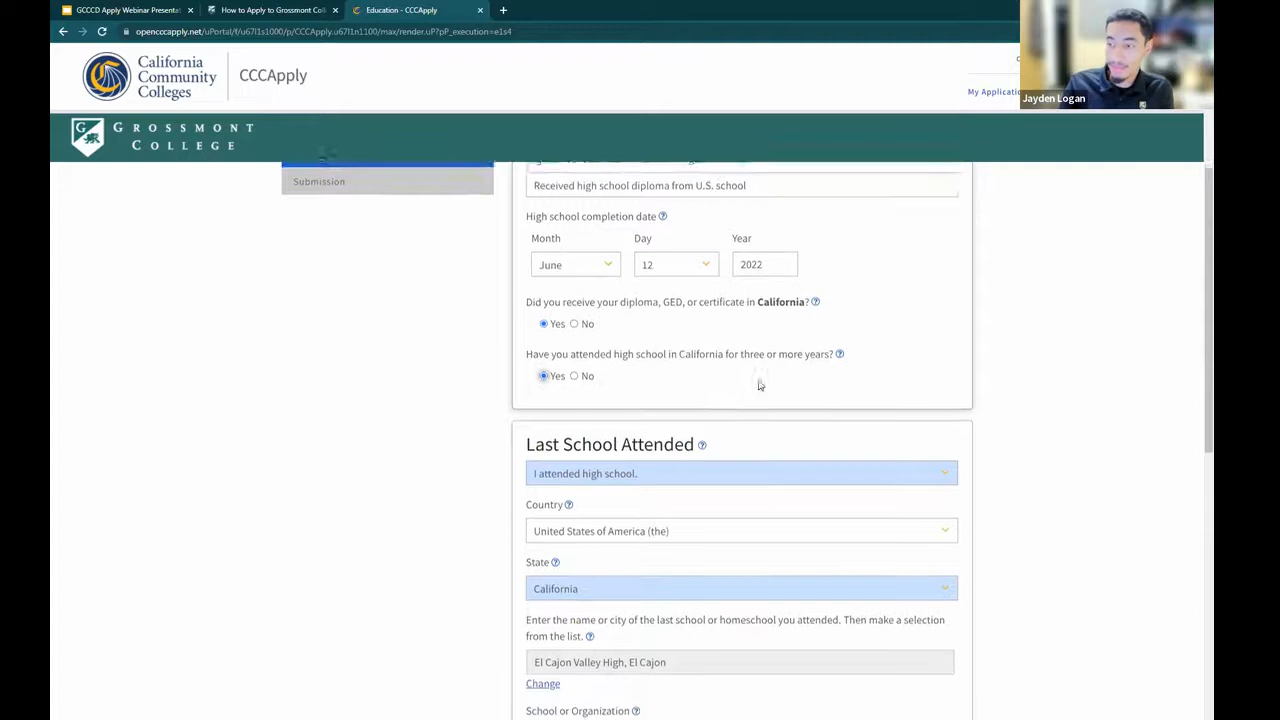 GCCCD Apply Webinar Presentat
How to Apply to Grossmont Coll
Education - CCCApply
opencccapply.net/uPortal/f/u67l1s1000/p/CCCApply.u67l1n1100/max/render.uP?pP_execution=e1s4
California
Community
Colleges
CCCApply
My Applicatio
Jayden Logan
GROSSMONT
COLLEGE
Submission
Received high school diploma from U.S. school
High school completion date
Month Day Year
June 12 2022
Did you receive your diploma, GED, or certificate in California?
Yes No
Have you attended high school in California for three or more years?
Yes No
Last School Attended
I attended high school.
Country
United States of America (the)
State
California
Enter the name or city of the last school or homeschool you attended. Then make a selection
from the list.
El Cajon Valley High, El Cajon
Change
School or Organization